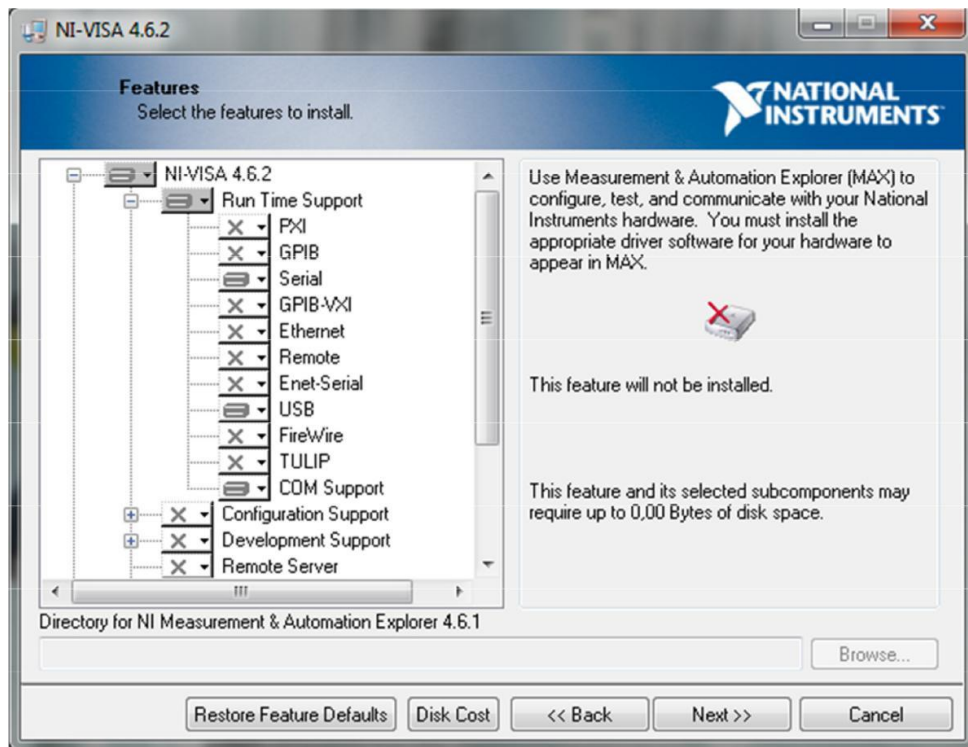 NI-VISA 4.6.2
Features
Select the features to install.
NATIONAL
INSTRUMENTS
NI-VISA 4.6.2
Run Time Support
PXI
GPIB
Serial
GPIB-VXI
Ethernet
Remote
Enet-Serial
USB
FireWire
TULIP
COM Support
Configuration Support
Development Support
Remote Server
Use Measurement & Automation Explorer (MAX) to
configure, test, and communicate with your National
Instruments hardware. You must install the
appropriate driver software for your hardware to
appear in MAX.
This feature will not be installed.
This feature and its selected subcomponents may
require up to 0,00 Bytes of disk space.
Directory for NI Measurement & Automation Explorer 4.6.1
Browse...
Restore Feature Defaults
Disk Cost
<< Back
Next >>
Cancel